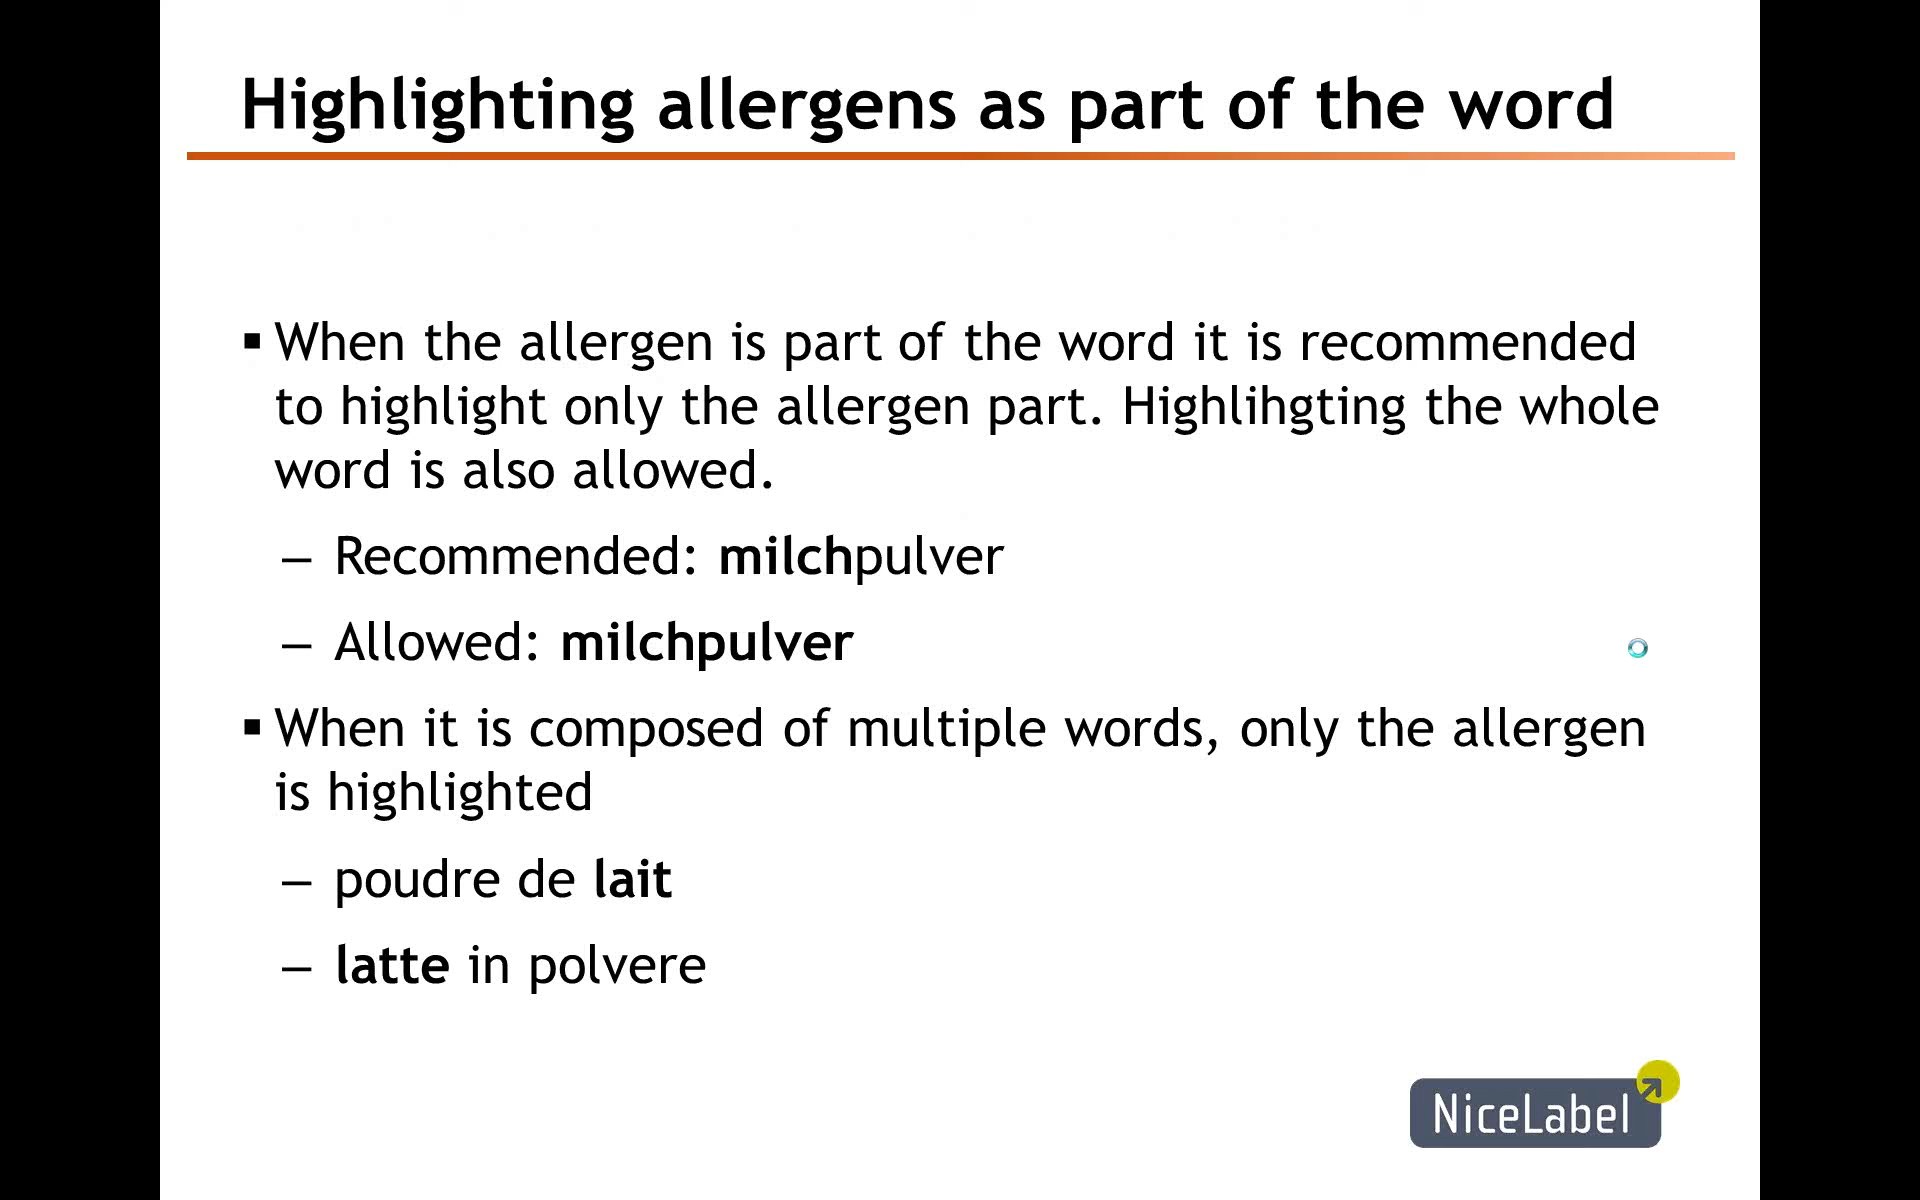 Highlighting allergens as part of the word
▪ When the allergen is part of the word it is recommended
to highlight only the allergen part. Highlihgting the whole
word is also allowed.
– Recommended: milchpulver
– Allowed: milchpulver
▪ When it is composed of multiple words, only the allergen
is highlighted
– poudre de lait
– latte in polvere
NiceLabel